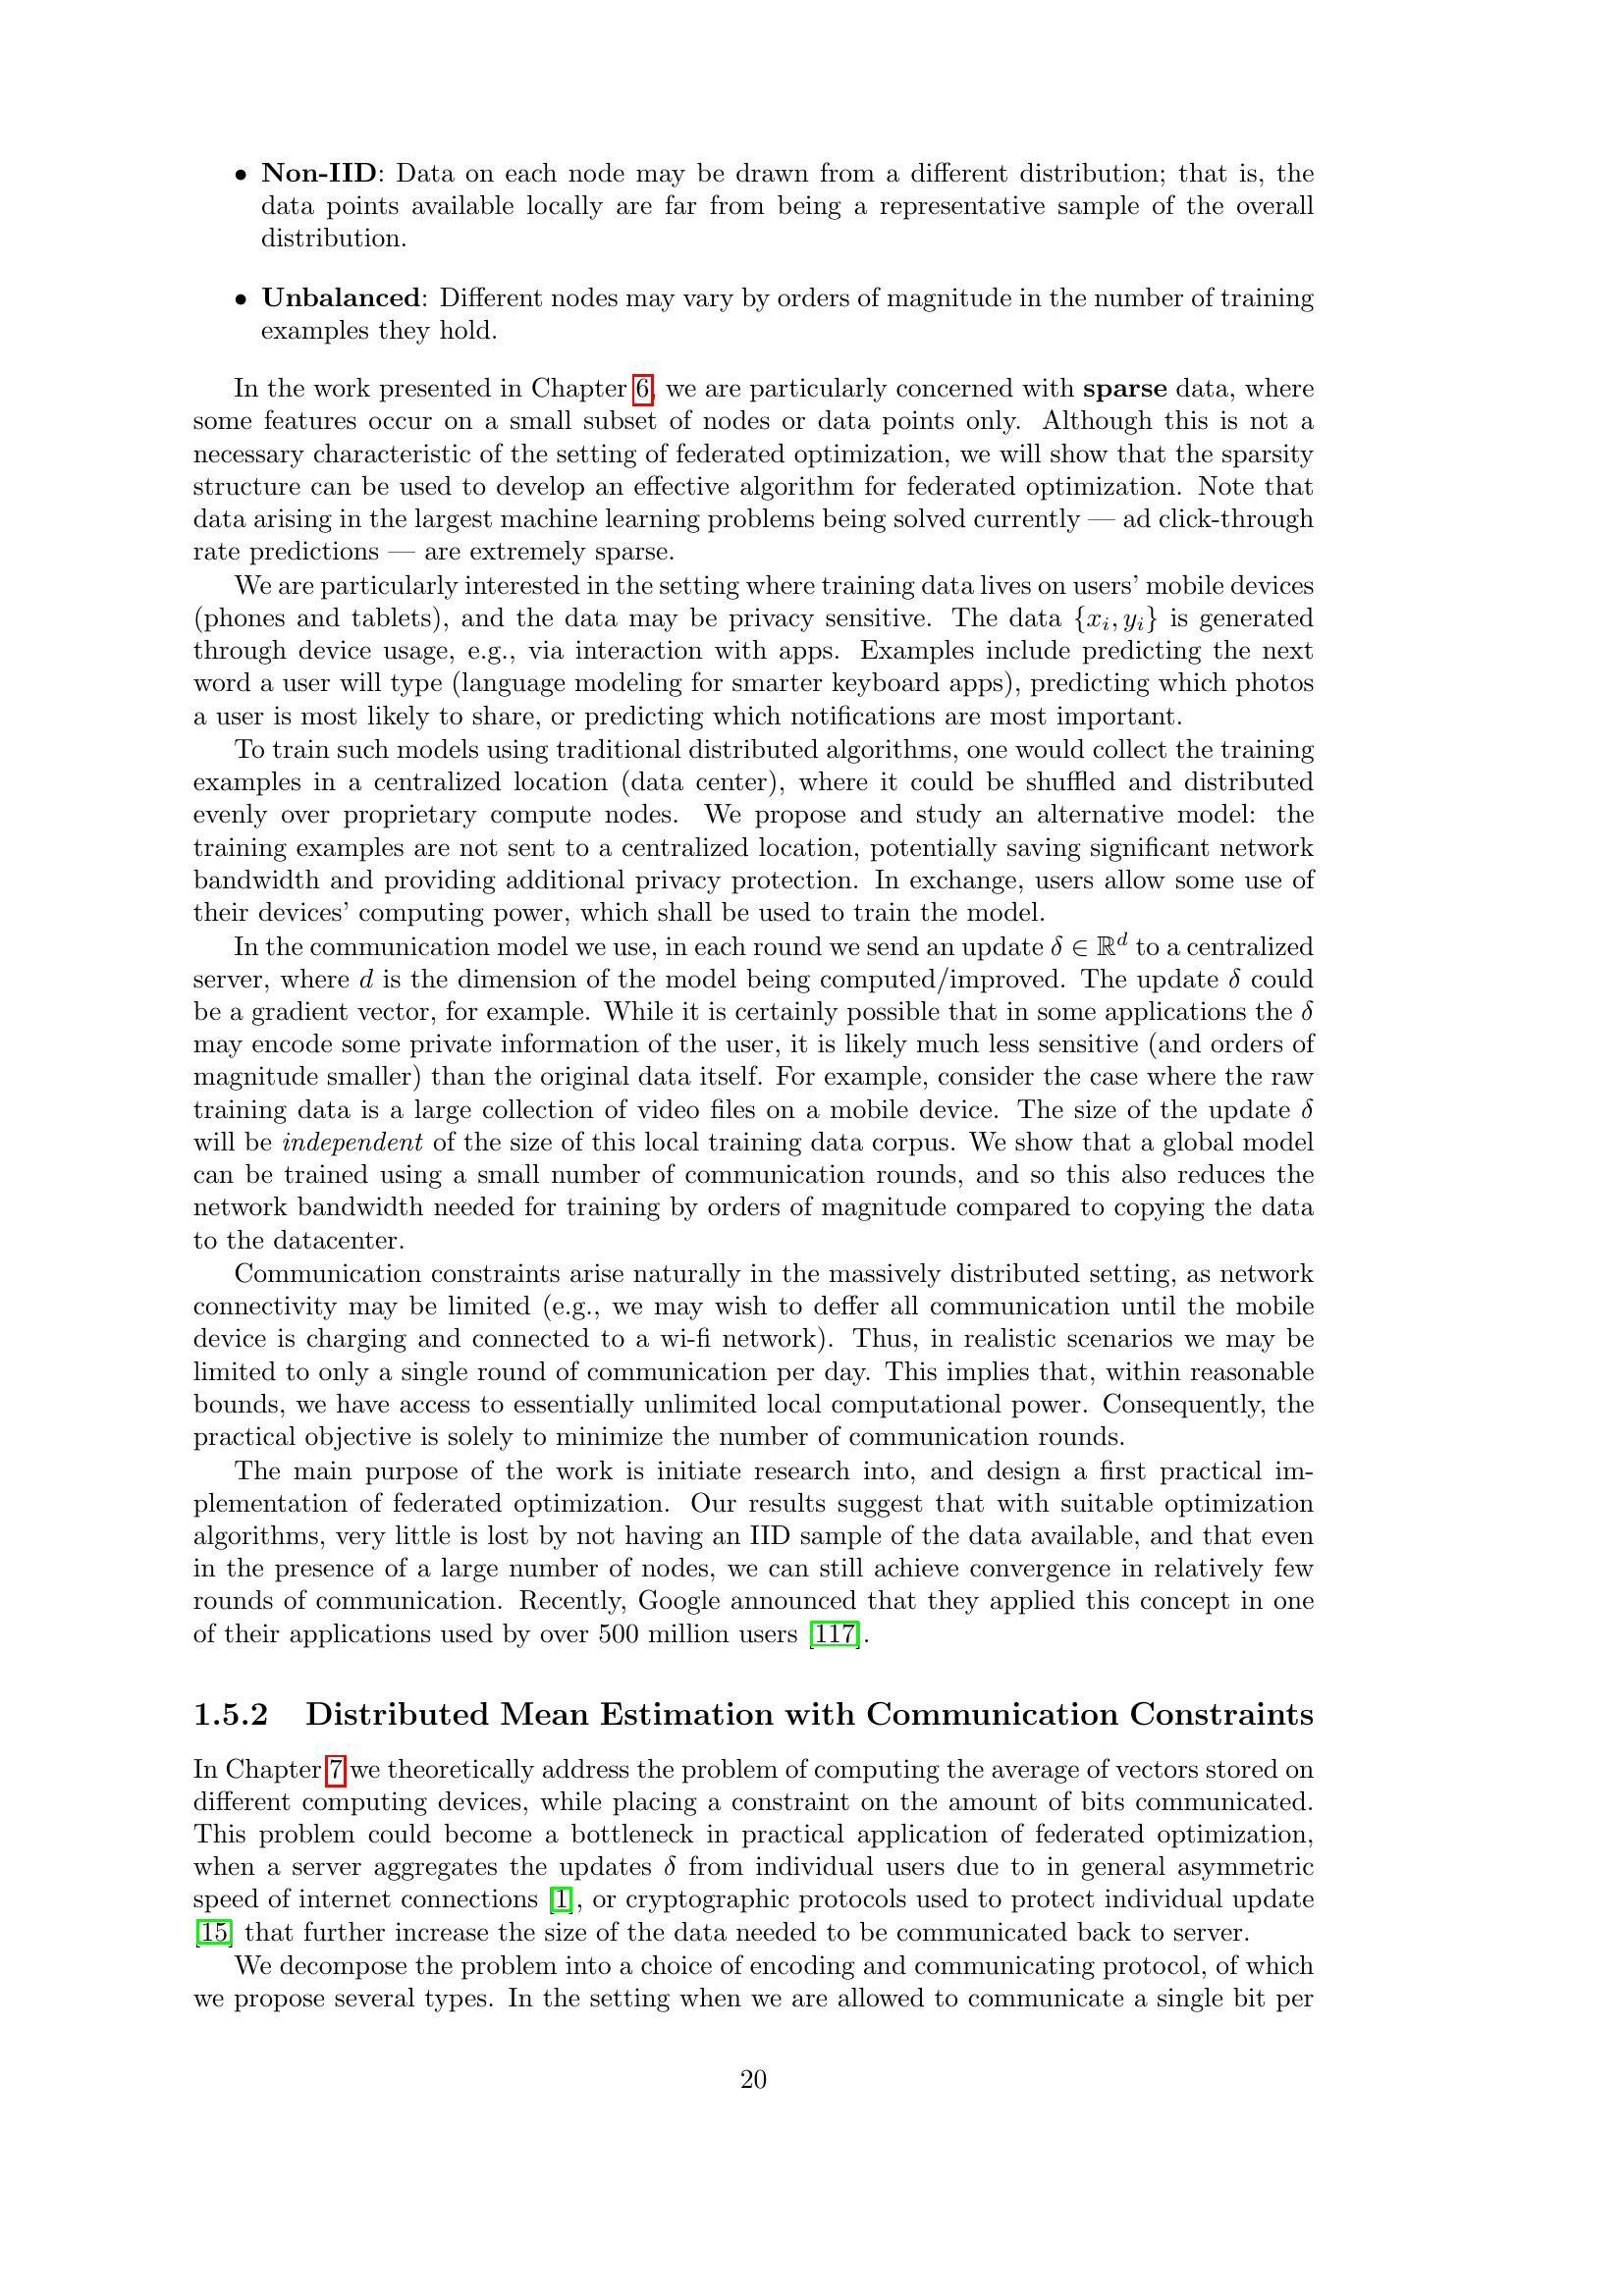 • Non-IID: Data on each node may be drawn from a different distribution; that is, the
data points available locally are far from being a representative sample of the overall
distribution.
• Unbalanced: Different nodes may vary by orders of magnitude in the number of training
examples they hold.
In the work presented in Chapter 6, we are particularly concerned with sparse data, where
some features occur on a small subset of nodes or data points only. Although this is not a
necessary characteristic of the setting of federated optimization, we will show that the sparsity
structure can be used to develop an effective algorithm for federated optimization. Note that
data arising in the largest machine learning problems being solved currently — ad click-through
rate predictions — are extremely sparse.
We are particularly interested in the setting where training data lives on users' mobile devices
(phones and tablets), and the data may be privacy sensitive. The data {x_i, y_i} is generated
through device usage, e.g., via interaction with apps. Examples include predicting the next
word a user will type (language modeling for smarter keyboard apps), predicting which photos
a user is most likely to share, or predicting which notifications are most important.
To train such models using traditional distributed algorithms, one would collect the training
examples in a centralized location (data center), where it could be shuffled and distributed
evenly over proprietary compute nodes. We propose and study an alternative model: the
training examples are not sent to a centralized location, potentially saving significant network
bandwidth and providing additional privacy protection. In exchange, users allow some use of
their devices' computing power, which shall be used to train the model.
In the communication model we use, in each round we send an update δ ∈ ℝ^d to a centralized
server, where d is the dimension of the model being computed/improved. The update δ could
be a gradient vector, for example. While it is certainly possible that in some applications the δ
may encode some private information of the user, it is likely much less sensitive (and orders of
magnitude smaller) than the original data itself. For example, consider the case where the raw
training data is a large collection of video files on a mobile device. The size of the update δ
will be independent of the size of this local training data corpus. We show that a global model
can be trained using a small number of communication rounds, and so this also reduces the
network bandwidth needed for training by orders of magnitude compared to copying the data
to the datacenter.
Communication constraints arise naturally in the massively distributed setting, as network
connectivity may be limited (e.g., we may wish to deffer all communication until the mobile
device is charging and connected to a wi-fi network). Thus, in realistic scenarios we may be
limited to only a single round of communication per day. This implies that, within reasonable
bounds, we have access to essentially unlimited local computational power. Consequently, the
practical objective is solely to minimize the number of communication rounds.
The main purpose of the work is initiate research into, and design a first practical im-
plementation of federated optimization. Our results suggest that with suitable optimization
algorithms, very little is lost by not having an IID sample of the data available, and that even
in the presence of a large number of nodes, we can still achieve convergence in relatively few
rounds of communication. Recently, Google announced that they applied this concept in one
of their applications used by over 500 million users [117].
1.5.2 Distributed Mean Estimation with Communication Constraints
In Chapter 7 we theoretically address the problem of computing the average of vectors stored on
different computing devices, while placing a constraint on the amount of bits communicated.
This problem could become a bottleneck in practical application of federated optimization,
when a server aggregates the updates δ from individual users due to in general asymmetric
speed of internet connections [1], or cryptographic protocols used to protect individual update
[15] that further increase the size of the data needed to be communicated back to server.
We decompose the problem into a choice of encoding and communicating protocol, of which
we propose several types. In the setting when we are allowed to communicate a single bit per
20